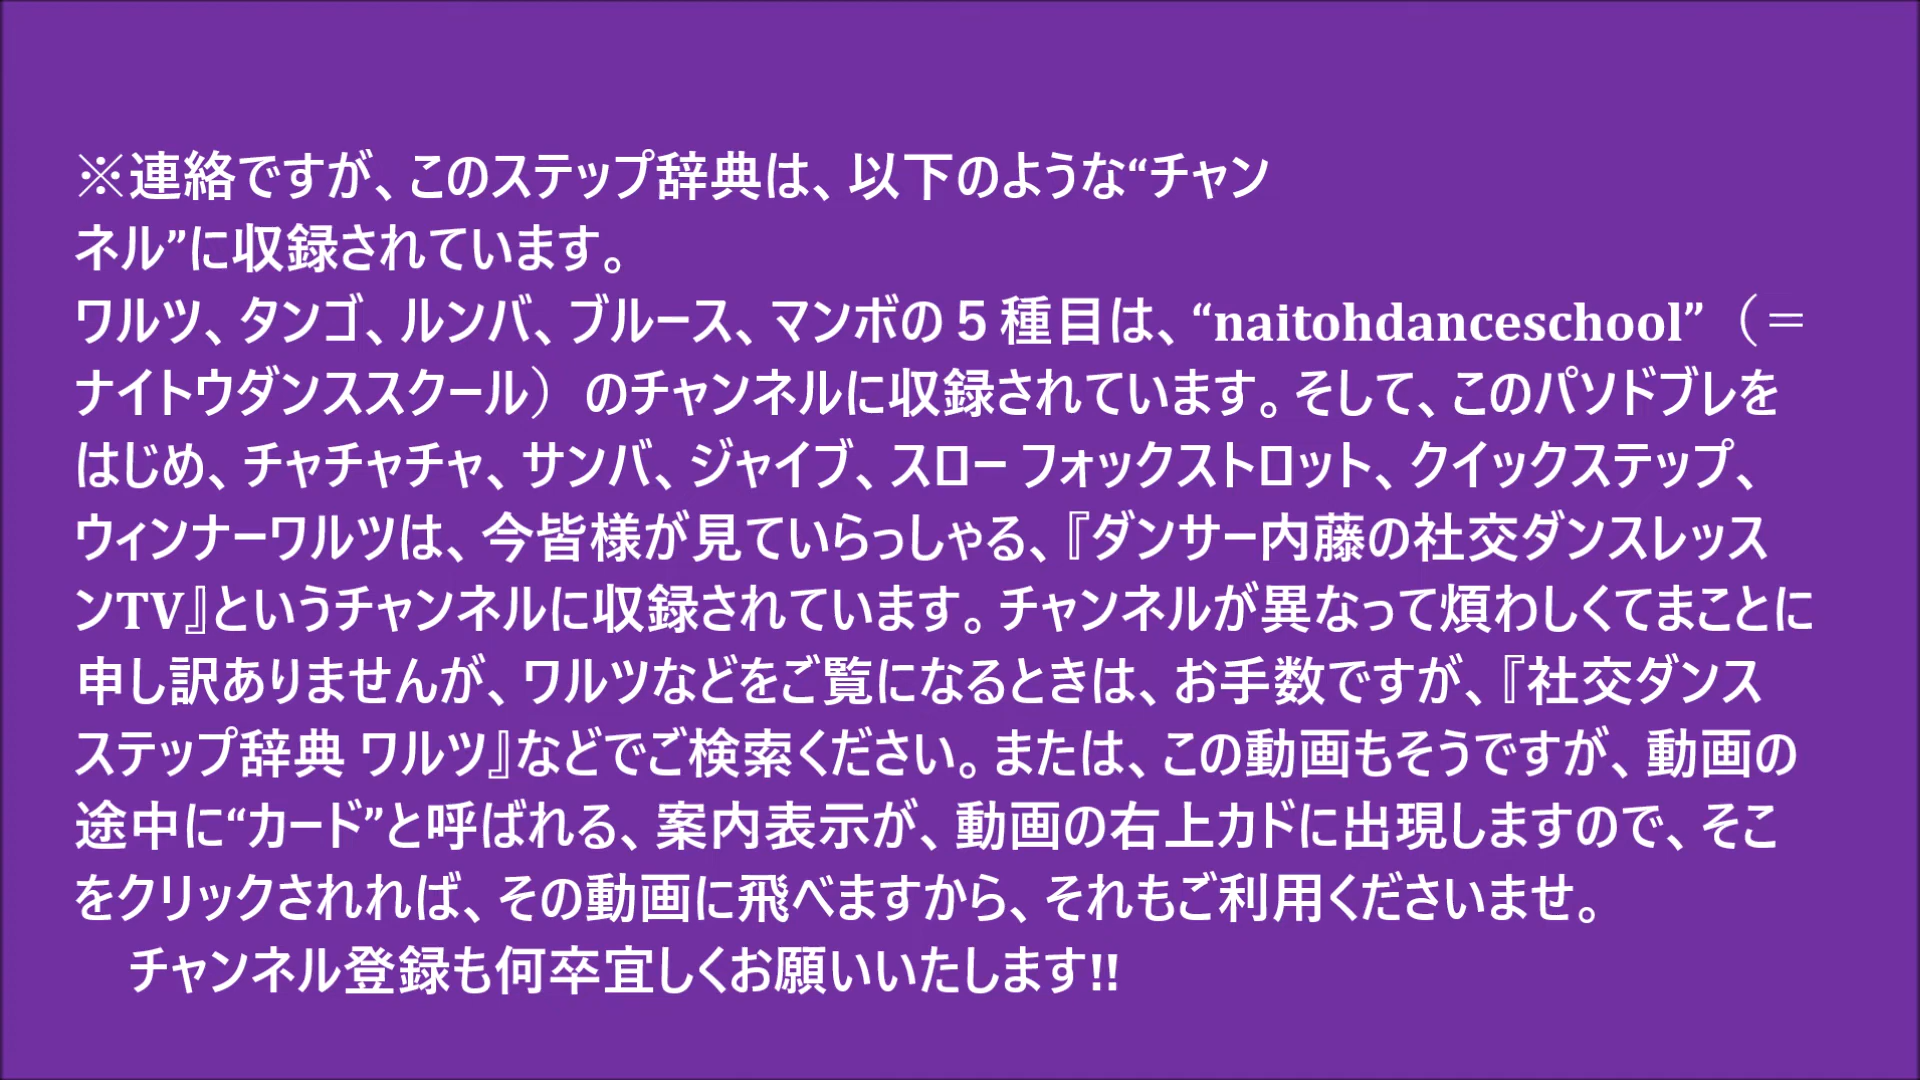 ※連絡ですが、このステップ辞典は、以下のような“チャン
ネル”に収録されています。
ワルツ、タンゴ、ルンバ、ブルース、マンボの５種目は、“naitohdanceschool”（＝
ナイトウダンススクール）のチャンネルに収録されています。そして、このパソドブレを
はじめ、チャチャチャ、サンバ、ジャイブ、スローフォックストロット、クイックステップ、
ウィンナーワルツは、今皆様が見ていらっしゃる、『ダンサー内藤の社交ダンスレッス
ンTV』というチャンネルに収録されています。チャンネルが異なって煩わしくてまことに
申し訳ありませんが、ワルツなどをご覧になるときは、お手数ですが、『社交ダンス
ステップ辞典 ワルツ』などでご検索ください。または、この動画もそうですが、動画の
途中に“カード”と呼ばれる、案内表示が、動画の右上カドに出現しますので、そこ
をクリックされれば、その動画に飛べますから、それもご利用くださいませ。
　チャンネル登録も何卒宜しくお願いいたします!!